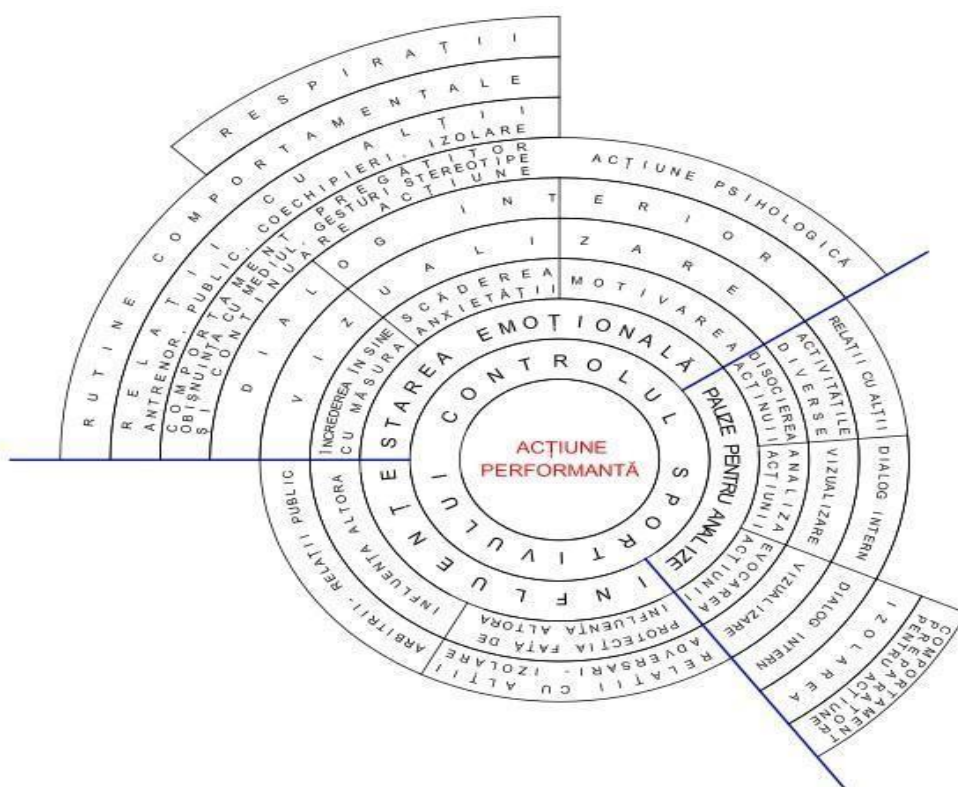 RESPIRAȚII
RUTINE COMPORTAMENTALE
RELAȚII CU ALȚII
ANTRENOR, PUBLIC, COECHIPIERI, IZOLARE
COMPORTAMENT PREGĂTITOR
OBIȘNUINȚA CU MEDIUL, GESTURI STEREOTIPE
ȘI CONTINUARE ACȚIUNE
ACȚIUNE PSIHOLOGICĂ
DIALOG INTERIOR
VIZUALIZARE
ÎNCREDEREA ÎN SINE
CU MĂSURA
SCĂDEREA
ANXIETĂȚII
MOTIVAREA
STAREA EMOȚIONALĂ
CONTROLUL SPORTIVULUI
ACȚIUNE
PERFORMANTĂ
PAUZE PENTRU ANALIZE
RELAȚII CU ALȚII
ACTIVITĂȚILE
DIVERSE
DISOCIEREA
ACȚINUII
DIALOG INTERN
VIZUALIZARE
ANALIZA
ACȚIUNII
EVOCAREA
ACȚIUNII
VIZUALIZARE
DIALOG INTERN
IZOLAREA
COMPORTAMENT
PREPARATOR
PENTRU ACȚIUNE
INFLUENȚE
PROTECȚIA FAȚĂ DE
INFLUENȚA ALTORA
RELAȚII CU ALȚII
ADVERSARI - IZOLARE
INFLUENȚA ALTORA
ARBITRII - RELAȚII PUBLIC